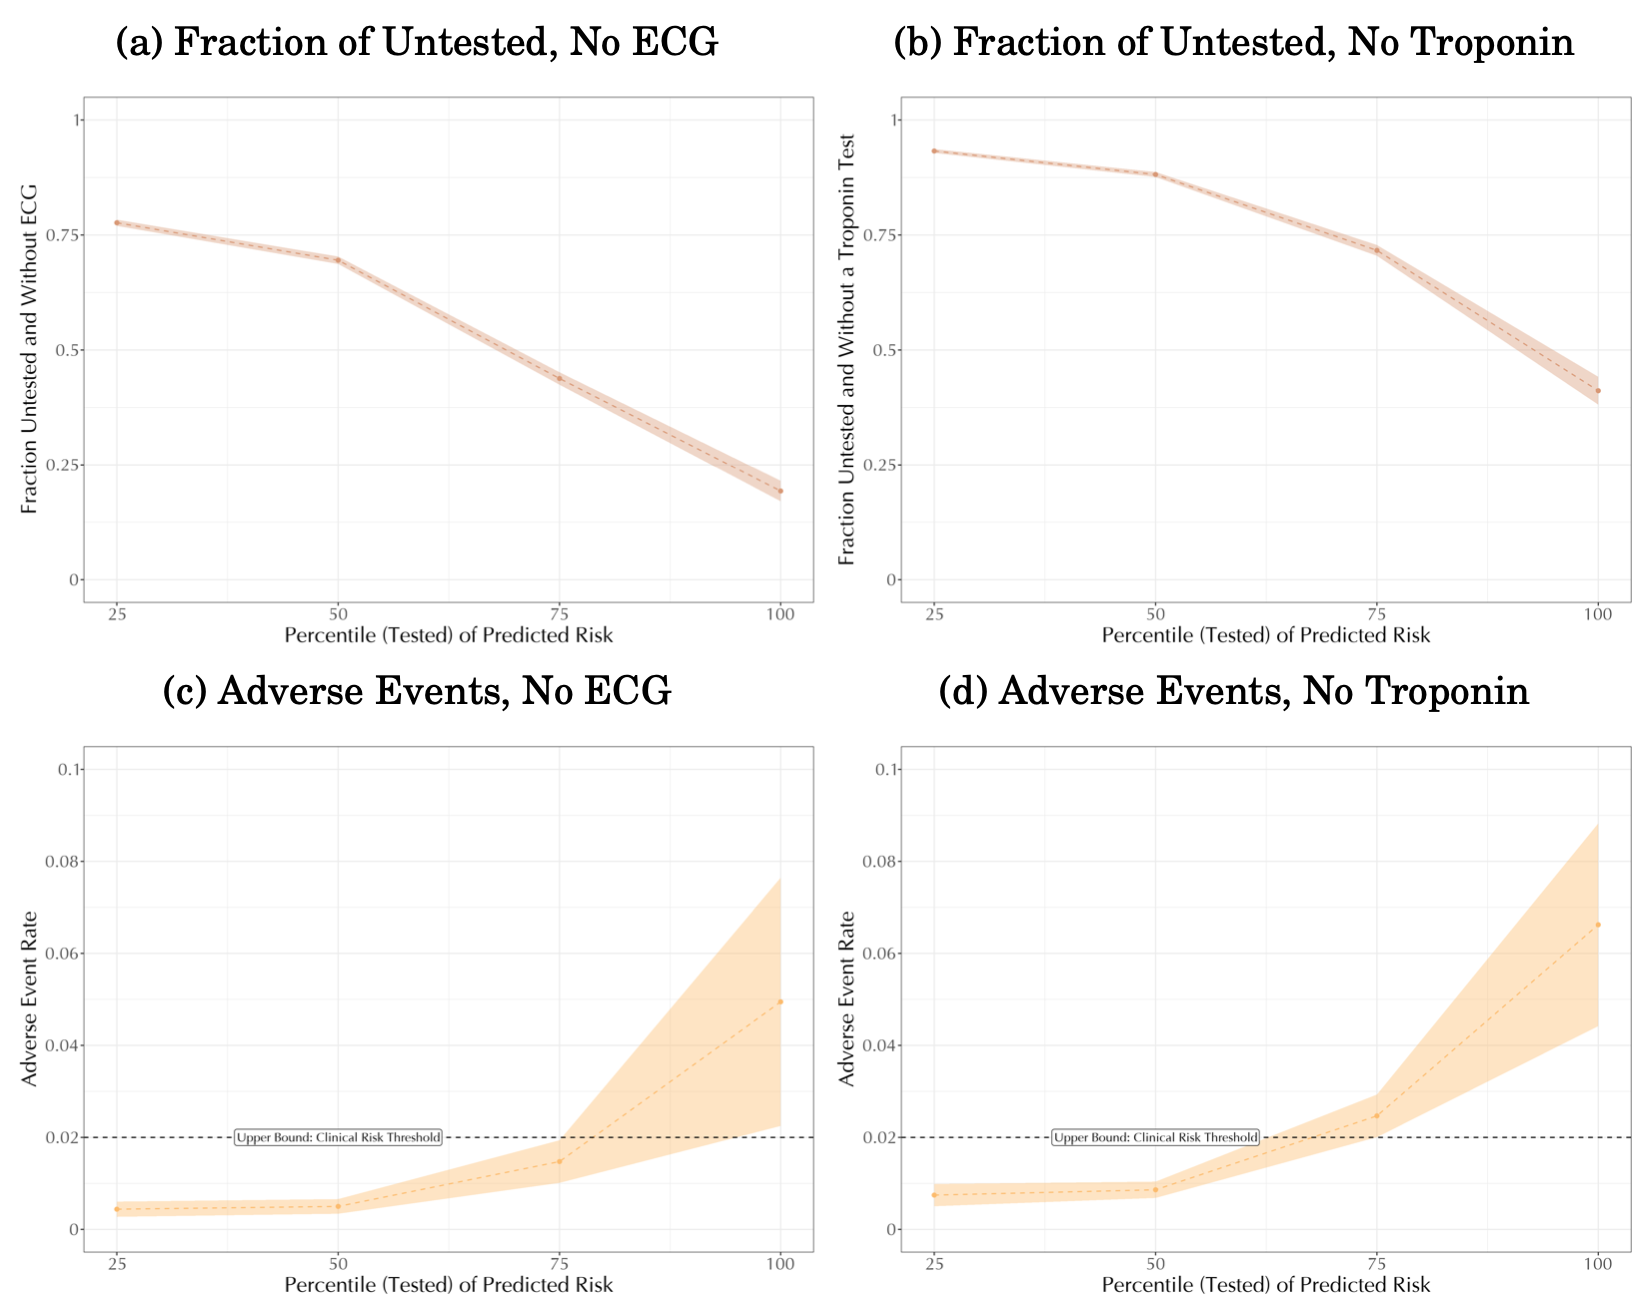 (a) Fraction of Untested, No ECG
Fraction Untested and Without ECG
1
0.75
0.5
0.25
0
25 50 75 100
Percentile (Tested) of Predicted Risk
(b) Fraction of Untested, No Troponin
Fraction Untested and Without a Troponin Test
1
0.75
0.5
0.25
0
25 50 75 100
Percentile (Tested) of Predicted Risk
(c) Adverse Events, No ECG
Adverse Event Rate
0.1
0.08
0.06
0.04
0.02
0
Upper Bound: Clinical Risk Threshold
25 50 75 100
Percentile (Tested) of Predicted Risk
(d) Adverse Events, No Troponin
Adverse Event Rate
0.1
0.08
0.06
0.04
0.02
0
Upper Bound: Clinical Risk Threshold
25 50 75 100
Percentile (Tested) of Predicted Risk